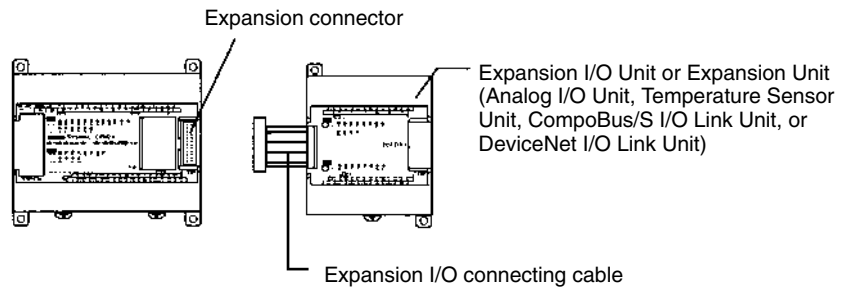 Expansion connector
Expansion I/O Unit or Expansion Unit
(Analog I/O Unit, Temperature Sensor
Unit, CompoBus/S I/O Link Unit, or
DeviceNet I/O Link Unit)
Expansion I/O connecting cable